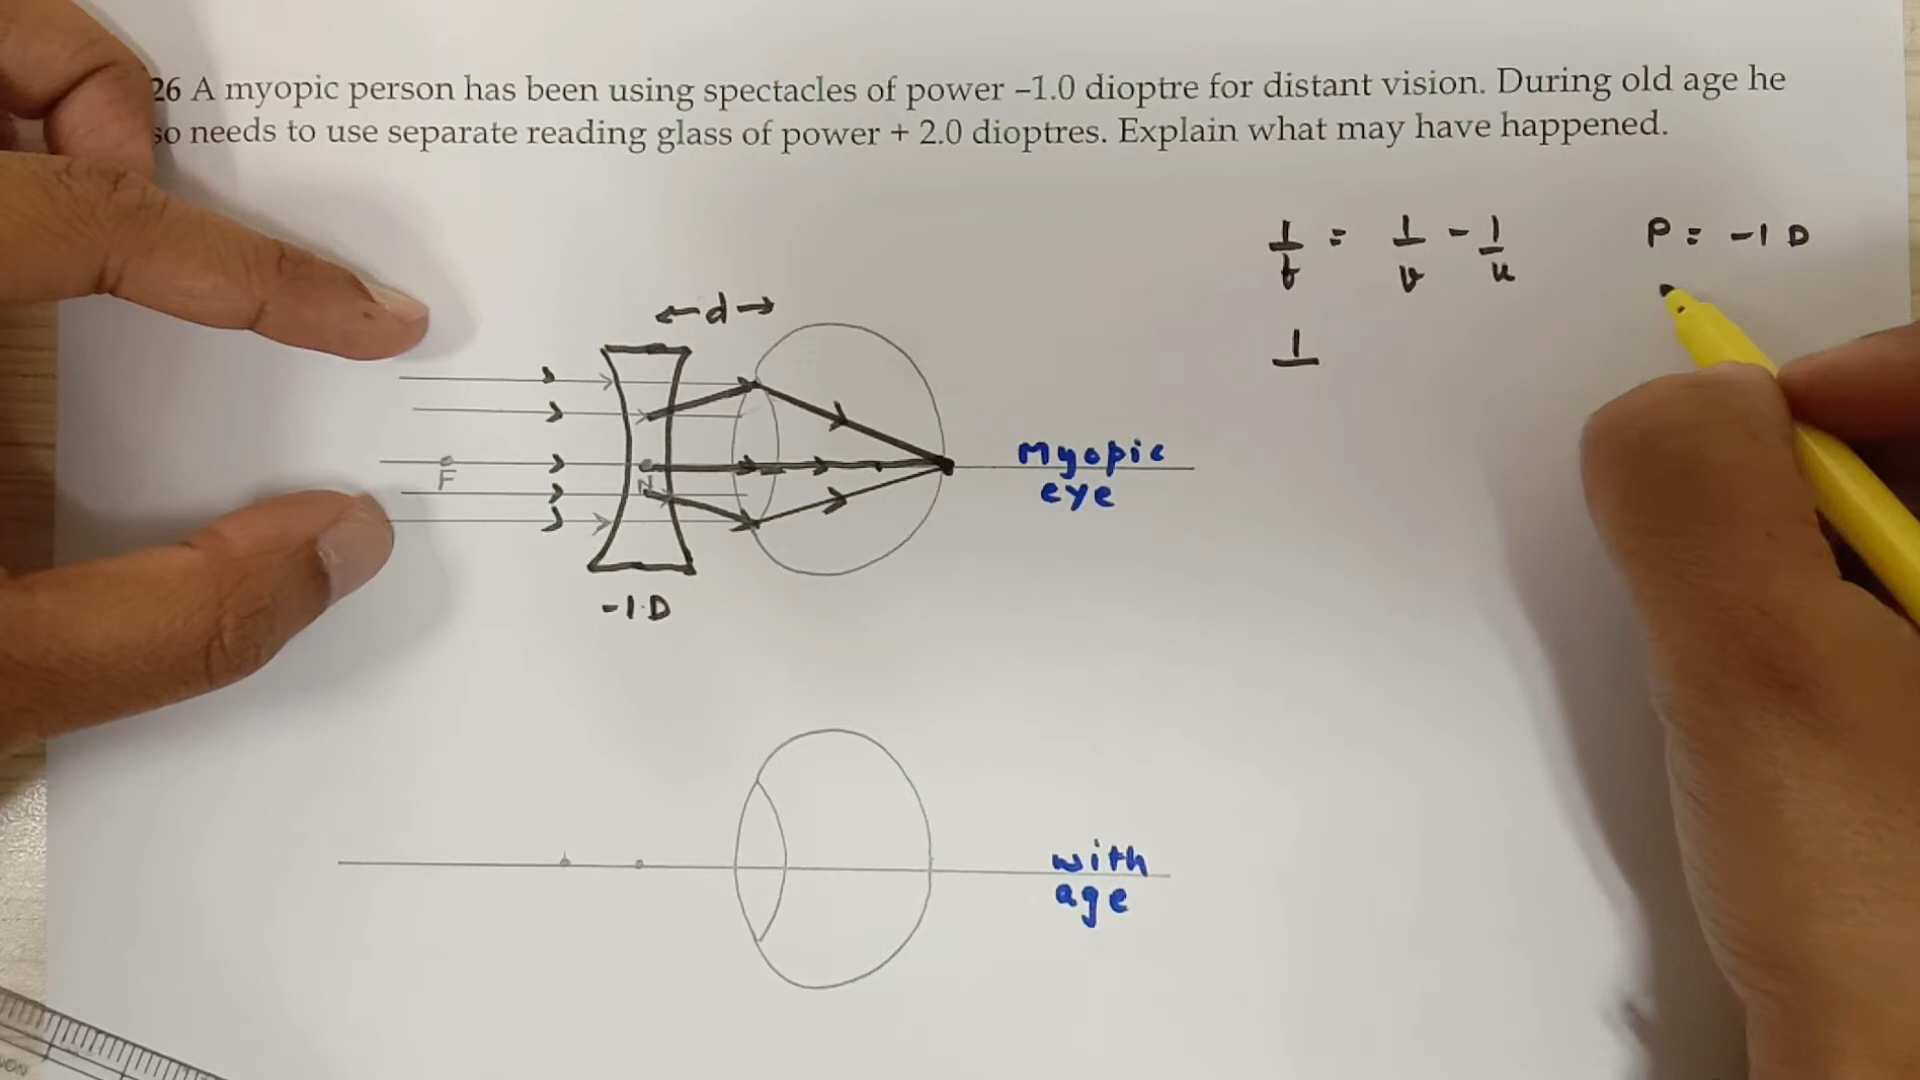 26 A myopic person has been using spectacles of power –1.0 dioptre for distant vision. During old age he
so needs to use separate reading glass of power + 2.0 dioptres. Explain what may have happened.
1/f = 1/v - 1/u
P = -1 D
1
d
F
N
Myopic
eye
-1.D
with
age